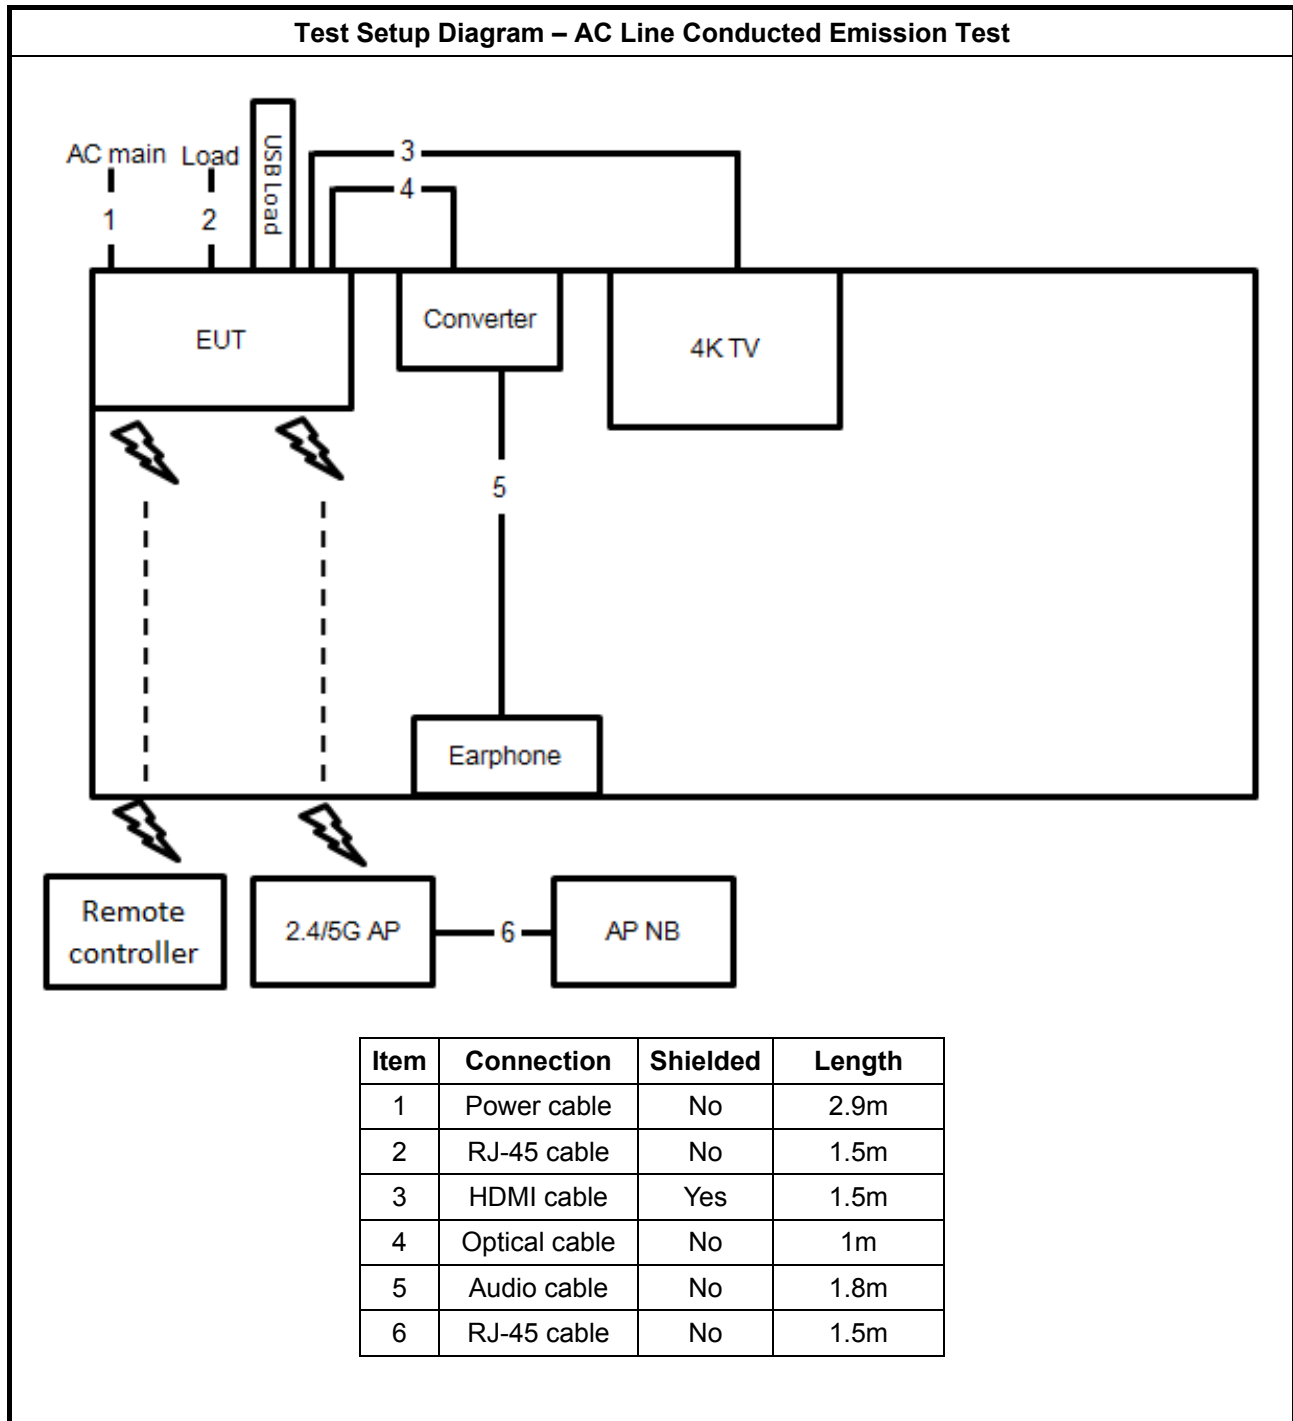 Test Setup Diagram – AC Line Conducted Emission Test
AC main
Load
USB Load
3
4
1
2
EUT
Converter
4K TV
5
Earphone
Remote
controller
2.4/5G AP
6
AP NB
Item Connection Shielded Length
1 Power cable No 2.9m
2 RJ-45 cable No 1.5m
3 HDMI cable Yes 1.5m
4 Optical cable No 1m
5 Audio cable No 1.8m
6 RJ-45 cable No 1.5m